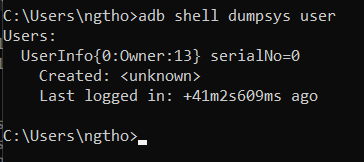 C:\Users\ngtho>adb shell dumpsys user
Users:
UserInfo{0:Owner:13} serialNo=0
Created: <unknown>
Last logged in: +41m2s609ms ago
C:\Users\ngtho>